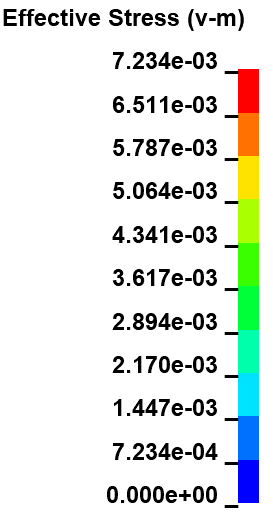 Effective Stress (v-m)
7.234e-03
6.511e-03
5.787e-03
5.064e-03
4.341e-03
3.617e-03
2.894e-03
2.170e-03
1.447e-03
7.234e-04
0.000e+00